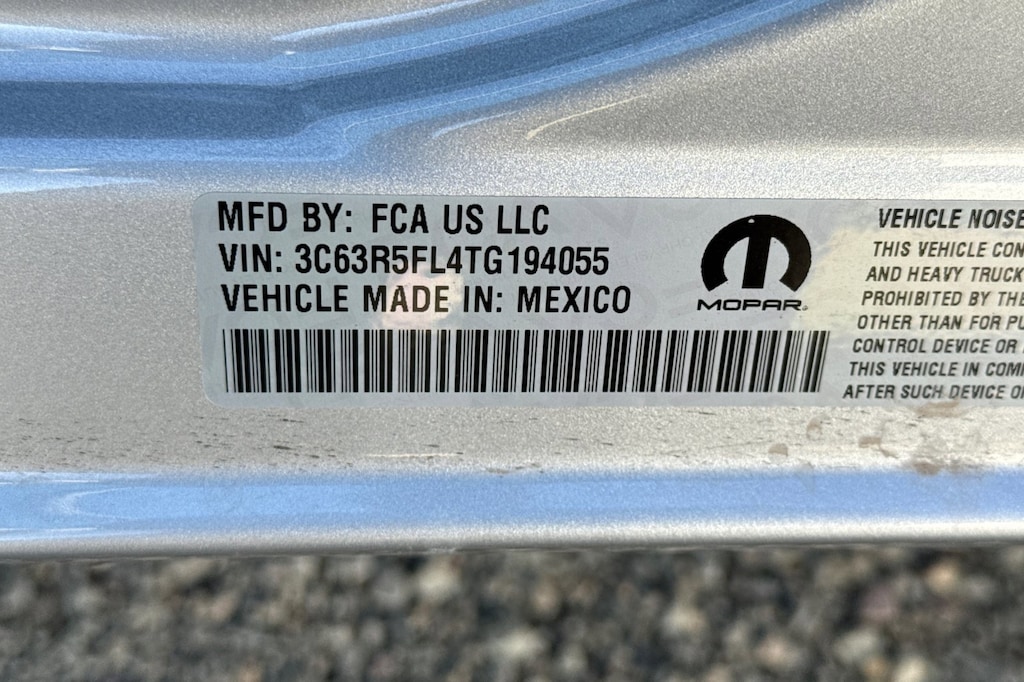 MFD BY: FCA US LLC
VIN: 3C63R5FL4TG194055
VEHICLE MADE IN: MEXICO
MOPAR
VEHICLE NOISE
THIS VEHICLE CON
AND HEAVY TRUCK
PROHIBITED BY THE
OTHER THAN FOR PU
CONTROL DEVICE OR
THIS VEHICLE IN COM
AFTER SUCH DEVICE O